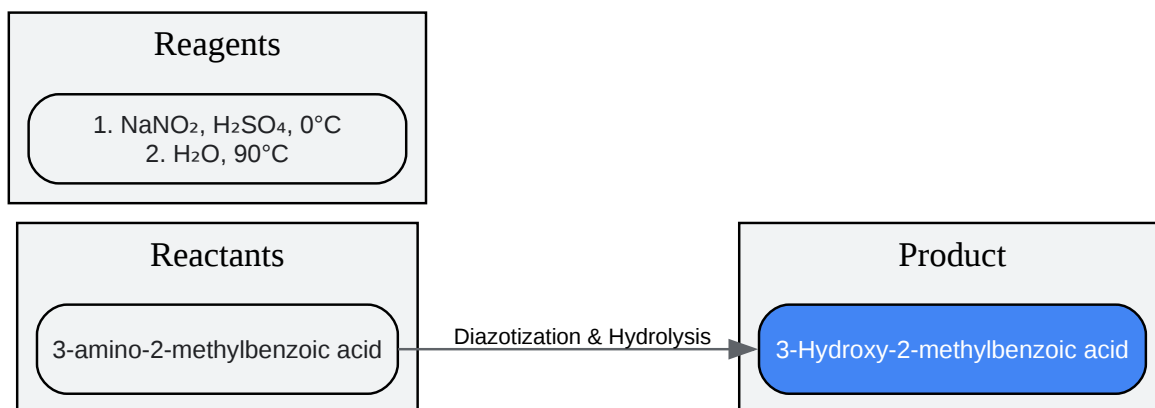 Reagents
1. NaNO₂, H₂SO₄, 0°C
2. H₂O, 90°C
Reactants
3-amino-2-methylbenzoic acid
Diazotization & Hydrolysis
Product
3-Hydroxy-2-methylbenzoic acid